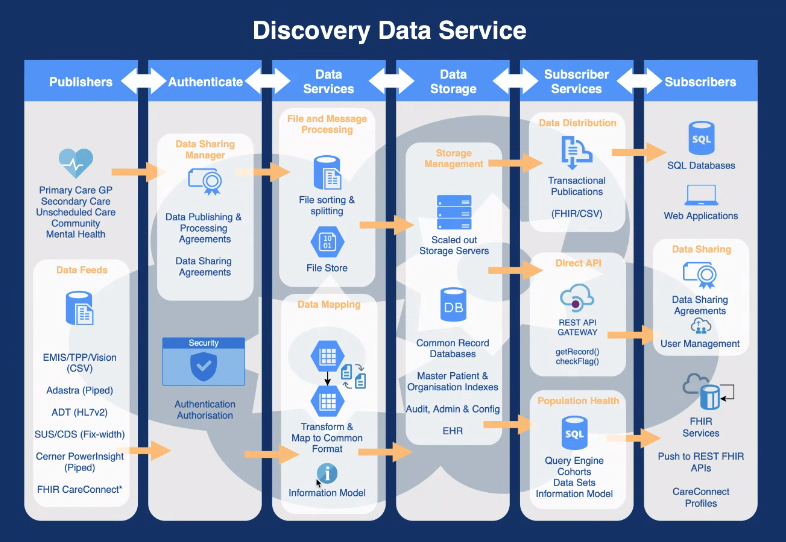 Discovery Data Service
Publishers
Authenticate
Data
Services
Data
Storage
Subscriber
Services
Subscribers
Primary Care GP
Secondary Care
Unscheduled Care
Community
Mental Health
Data Feeds
EMIS/TPP/Vision
(CSV)
Adastra (Piped)
ADT (HL7v2)
SUS/CDS (Fix-width)
Cerner PowerInsight
(Piped)
FHIR CareConnect*
Data Sharing
Manager
Data Publishing &
Processing
Agreements
Data Sharing
Agreements
Security
Authentication
Authorisation
File and Message
Processing
File sorting &
splitting
10
01
File Store
Data Mapping
Transform &
Map to Common
Format
i
Information Model
Storage
Management
Scaled out
Storage Servers
DB
Common Record
Databases
Master Patient &
Organisation Indexes
Audit, Admin & Config
EHR
Data Distribution
Transactional
Publications
(FHIR/CSV)
Direct API
REST API
GATEWAY
getRecord()
checkFlag()
Population Health
SQL
Query Engine
Cohorts
Data Sets
Information Model
SQL
SQL Databases
Web Applications
Data Sharing
Data Sharing
Agreements
User Management
FHIR
Services
Push to REST FHIR
APIs
CareConnect
Profiles